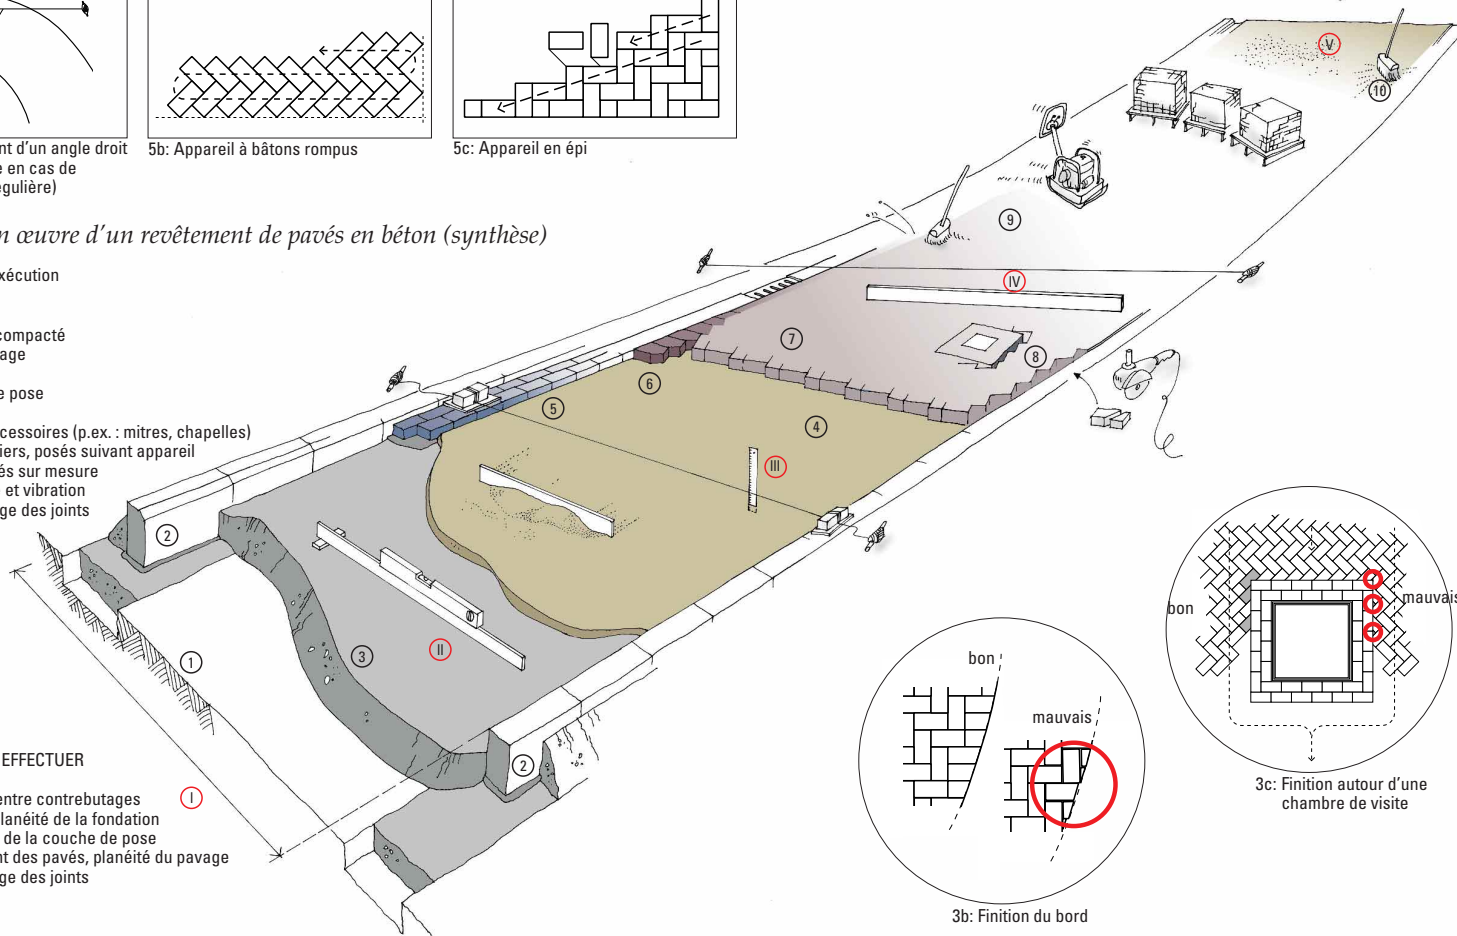 nt d'un angle droit
e en cas de
égulière)
5b: Appareil à bâtons rompus
5c: Appareil en épi
n œuvre d'un revêtement de pavés en béton (synthèse)
xécution
compacté
age
e pose
ccessoires (p.ex. : mitres, chapelles)
iers, posés suivant appareil
és sur mesure
e et vibration
ge des joints
EFFECTUER
entre contrebutages
lanéité de la fondation
de la couche de pose
nt des pavés, planéité du pavage
ge des joints
I
1
2
2
3
II
III
4
5
6
7
8
IV
9
10
V
bon
mauvais
3b: Finition du bord
bon
mauvais
3c: Finition autour d'une
chambre de visite